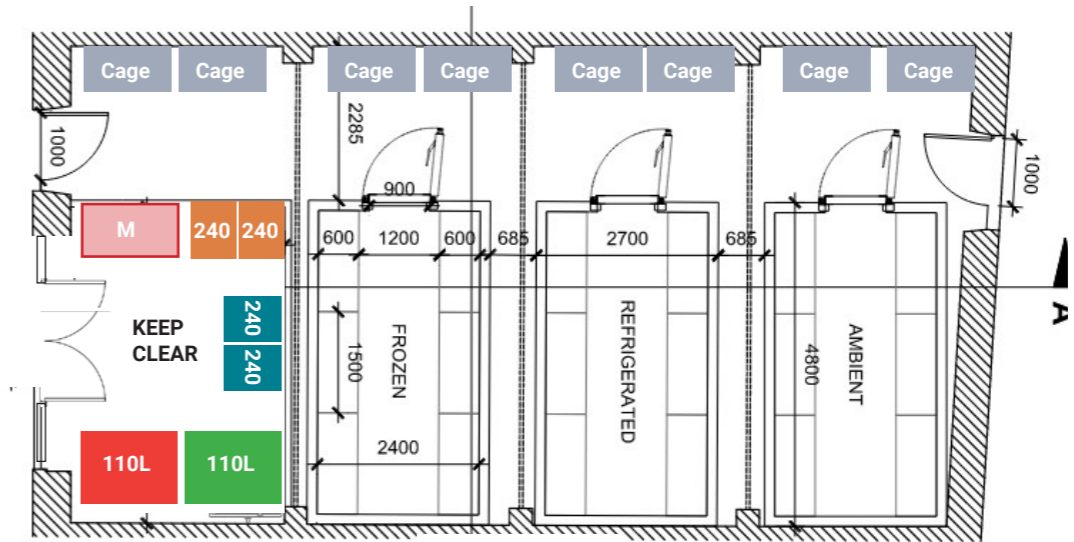 Cage Cage Cage Cage Cage Cage Cage Cage
1000
2285
1000
900
M
240 240
600 1200 600 685 2700 685
A
240
240
KEEP
CLEAR
1500
FROZEN
REFRIGERATED
4800
AMBIENT
2400
110L 110L